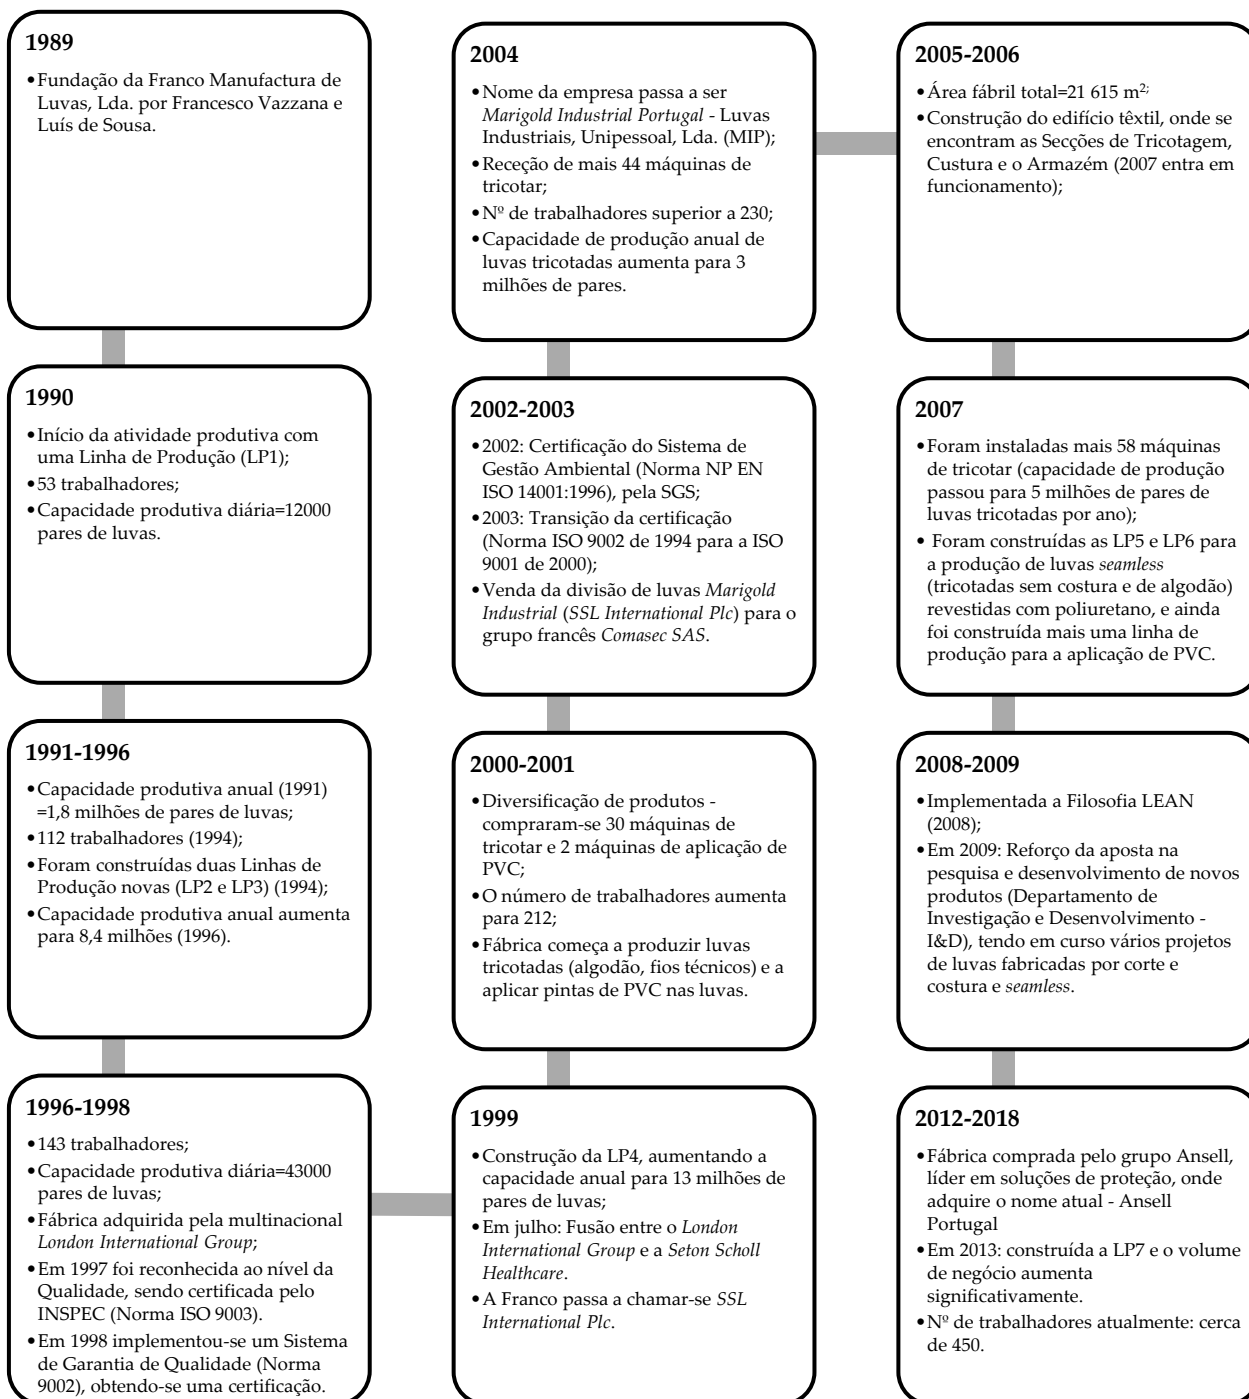 1989
•Fundação da Franco Manufactura de
Luvas, Lda. por Francesco Vazzana e
Luís de Sousa.
1990
•Início da atividade produtiva com
uma Linha de Produção (LP1);
•53 trabalhadores;
•Capacidade produtiva diária=12000
pares de luvas.
1991-1996
•Capacidade produtiva anual (1991)
=1,8 milhões de pares de luvas;
•112 trabalhadores (1994);
•Foram construídas duas Linhas de
Produção novas (LP2 e LP3) (1994);
•Capacidade produtiva anual aumenta
para 8,4 milhões (1996).
1996-1998
•143 trabalhadores;
•Capacidade produtiva diária=43000
pares de luvas;
•Fábrica adquirida pela multinacional
London International Group;
•Em 1997 foi reconhecida ao nível da
Qualidade, sendo certificada pelo
INSPEC (Norma ISO 9003).
•Em 1998 implementou-se um Sistema
de Garantia de Qualidade (Norma
9002), obtendo-se uma certificação.
1999
•Construção da LP4, aumentando a
capacidade anual para 13 milhões de
pares de luvas;
•Em julho: Fusão entre o London
International Group e a Seton Scholl
Healthcare.
•A Franco passa a chamar-se SSL
International Plc.
2000-2001
•Diversificação de produtos -
compraram-se 30 máquinas de
tricotar e 2 máquinas de aplicação de
PVC;
•O número de trabalhadores aumenta
para 212;
•Fábrica começa a produzir luvas
tricotadas (algodão, fios técnicos) e a
aplicar pintas de PVC nas luvas.
2002-2003
•2002: Certificação do Sistema de
Gestão Ambiental (Norma NP EN
ISO 14001:1996), pela SGS;
•2003: Transição da certificação
(Norma ISO 9002 de 1994 para a ISO
9001 de 2000);
•Venda da divisão de luvas Marigold
Industrial (SSL International Plc) para o
grupo francês Comasec SAS.
2004
•Nome da empresa passa a ser
Marigold Industrial Portugal - Luvas
Industriais, Unipessoal, Lda. (MIP);
•Receção de mais 44 máquinas de
tricotar;
•Nº de trabalhadores superior a 230;
•Capacidade de produção anual de
luvas tricotadas aumenta para 3
milhões de pares.
2005-2006
•Área fábril total=21 615 m²;
•Construção do edifício têxtil, onde se
encontram as Secções de Tricotagem,
Custura e o Armazém (2007 entra em
funcionamento);
2007
•Foram instaladas mais 58 máquinas
de tricotar (capacidade de produção
passou para 5 milhões de pares de
luvas tricotadas por ano);
• Foram construídas as LP5 e LP6 para
a produção de luvas seamless
(tricotadas sem costura e de algodão)
revestidas com poliuretano, e ainda
foi construída mais uma linha de
produção para a aplicação de PVC.
2008-2009
•Implementada a Filosofia LEAN
(2008);
•Em 2009: Reforço da aposta na
pesquisa e desenvolvimento de novos
produtos (Departamento de
Investigação e Desenvolvimento -
I&D), tendo em curso vários projetos
de luvas fabricadas por corte e
costura e seamless.
2012-2018
•Fábrica comprada pelo grupo Ansell,
líder em soluções de proteção, onde
adquire o nome atual - Ansell
Portugal
•Em 2013: construída a LP7 e o volume
de negócio aumenta
significativamente.
•Nº de trabalhadores atualmente: cerca
de 450.